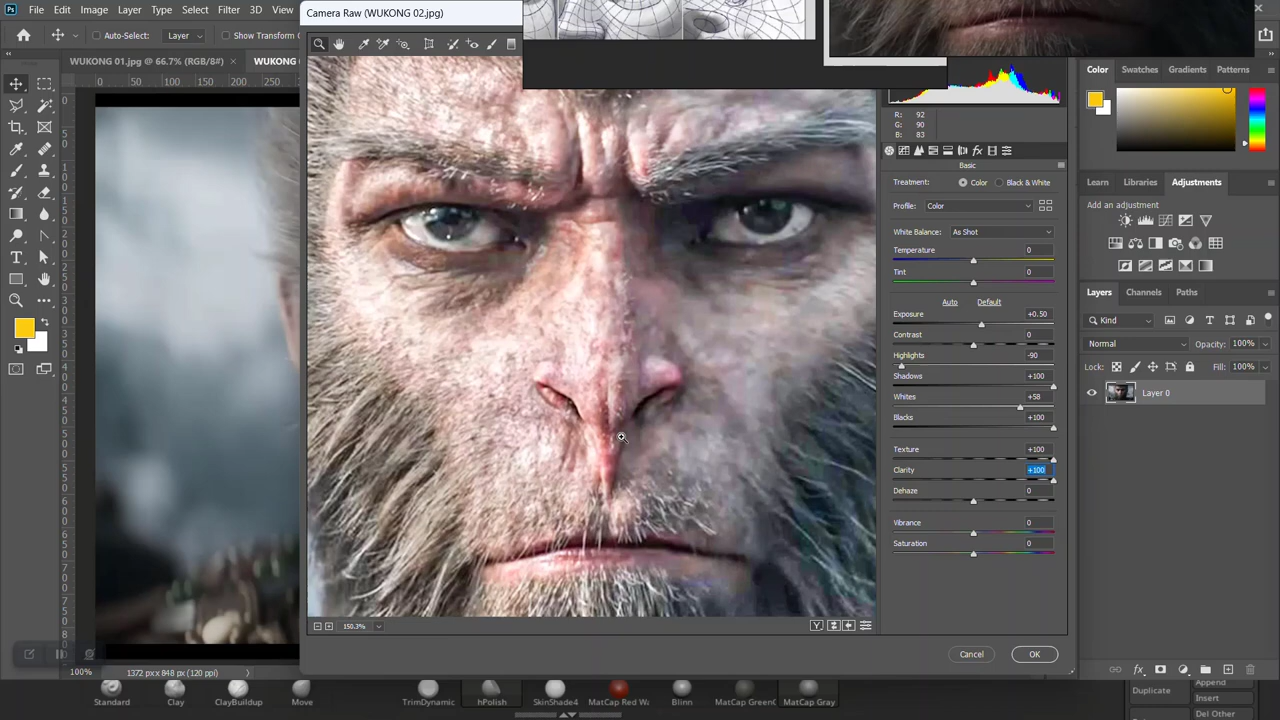 Ps File Edit Image Layer Type Select Filter 3D
Auto-Select: Layer Show Transform C
WUKONG 01.jpg @ 66.7% (RGB/8#) × WUKONG
0 50 100 150 200 250
Camera Raw (WUKONG 02.jpg)
R: 92
G: 90
B: 83
Basic
Treatment: Color Black & White
Profile: Color
White Balance: As Shot
Temperature 0
Tint 0
Auto Default
Exposure +0.50
Contrast 0
Highlights -90
Shadows +100
Whites +58
Blacks +100
Texture +100
Clarity +100
Dehaze 0
Vibrance 0
Saturation 0
150.3%
Y
Cancel OK
Color Swatches Gradients Patterns
Learn Libraries Adjustments
Add an adjustment
Layers Channels Paths
Kind
Normal Opacity: 100%
Lock: Fill: 100%
Layer 0
fx
100% 1372 px x 848 px (120 ppi)
Standard Clay ClayBuildup Move TrimDynamic hPolish SkinShade4 MatCap Red Wa Blinn MatCap GreenC MatCap Gray
Append
Duplicate Insert
Del Other